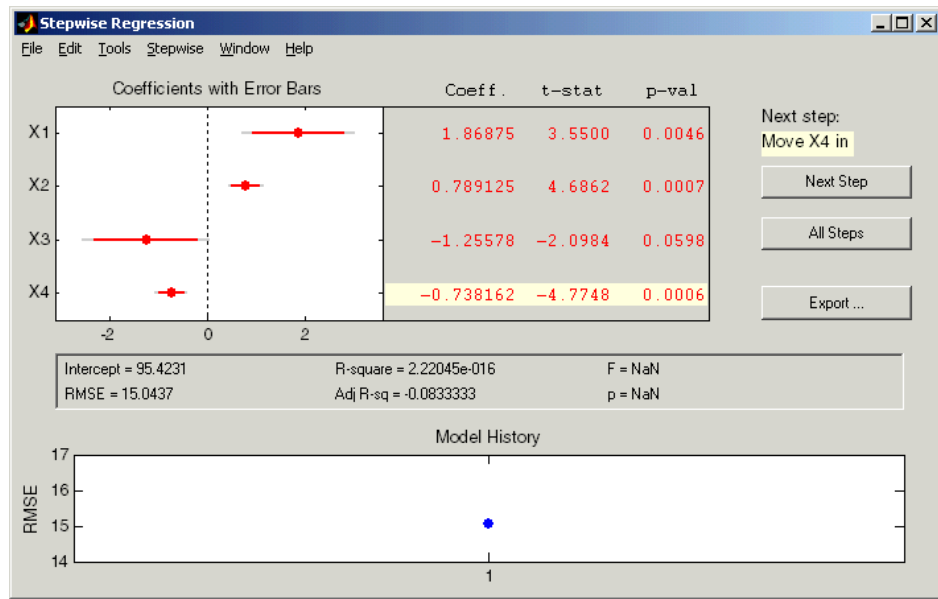 Stepwise Regression
File Edit Tools Stepwise Window Help
Coefficients with Error Bars
Coeff. t-stat p-val
X1 1.86875 3.5500 0.0046
X2 0.789125 4.6862 0.0007
X3 -1.25578 -2.0984 0.0598
X4 -0.738162 -4.7748 0.0006
-2 0 2
Next step:
Move X4 in
Next Step
All Steps
Export ...
Intercept = 95.4231 R-square = 2.22045e-016 F = NaN
RMSE = 15.0437 Adj R-sq = -0.0833333 p = NaN
Model History
RMSE
17
16
15
14
1